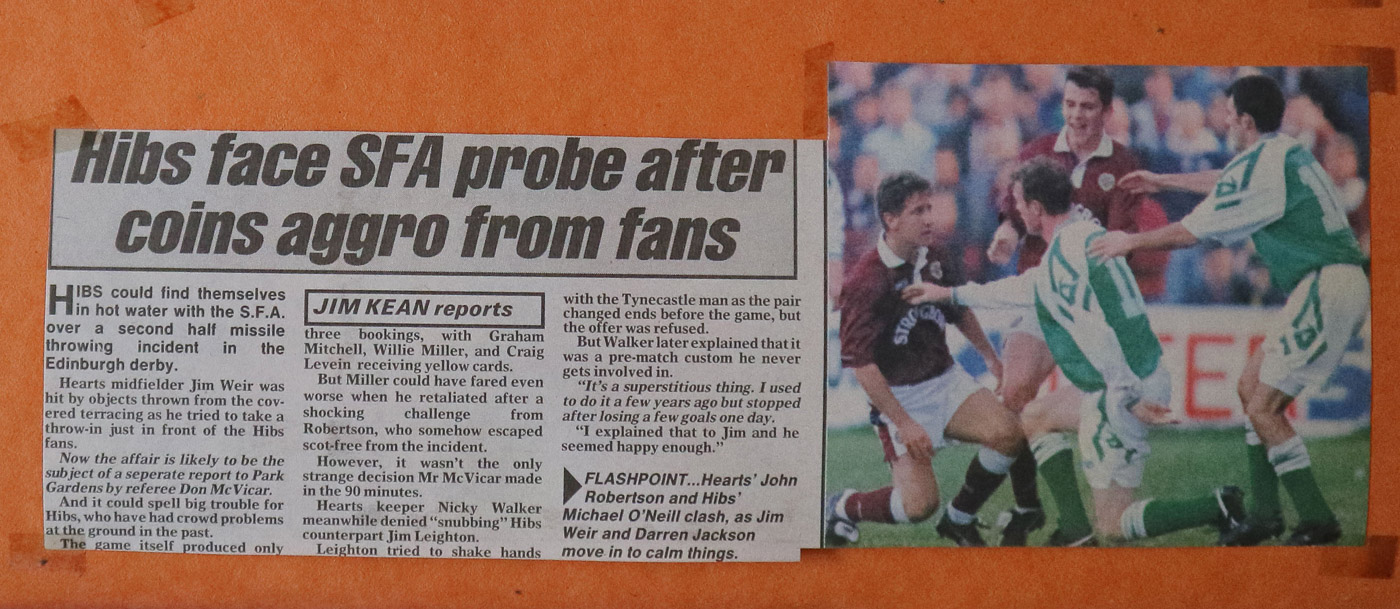 Hibs face SFA probe after
coins aggro from fans
HIBS could find themselves
in hot water with the S.F.A.
over a second half missile
throwing incident in the
Edinburgh derby.
Hearts midfielder Jim Weir was
hit by objects thrown from the cov-
ered terracing as he tried to take a
throw-in just in front of the Hibs
fans.
Now the affair is likely to be the
subject of a seperate report to Park
Gardens by referee Don McVicar.
And it could spell big trouble for
Hibs, who have had crowd problems
at the ground in the past.
The game itself produced only
JIM KEAN reports
three bookings, with Graham
Mitchell, Willie Miller, and Craig
Levein receiving yellow cards.
But Miller could have fared even
worse when he retaliated after a
shocking challenge from
Robertson, who somehow escaped
scot-free from the incident.
However, it wasn't the only
strange decision Mr McVicar made
in the 90 minutes.
Hearts keeper Nicky Walker
meanwhile denied “snubbing” Hibs
counterpart Jim Leighton.
Leighton tried to shake hands
with the Tynecastle man as the pair
changed ends before the game, but
the offer was refused.
But Walker later explained that it
was a pre-match custom he never
gets involved in.
“It's a superstitious thing. I used
to do it a few years ago but stopped
after losing a few goals one day.
“I explained that to Jim and he
seemed happy enough.”
FLASHPOINT...Hearts' John
Robertson and Hibs'
Michael O'Neill clash, as Jim
Weir and Darren Jackson
move in to calm things.
STRONGBOW